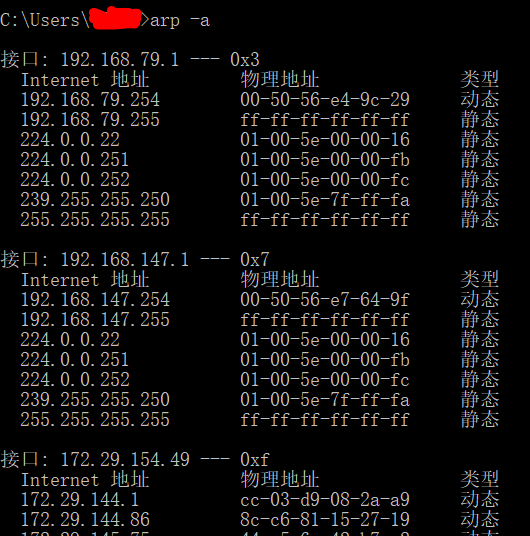 C:\Users\ >arp -a
接口: 192.168.79.1 --- 0x3
Internet 地址 物理地址 类型
192.168.79.254 00-50-56-e4-9c-29 动态
192.168.79.255 ff-ff-ff-ff-ff-ff 静态
224.0.0.22 01-00-5e-00-00-16 静态
224.0.0.251 01-00-5e-00-00-fb 静态
224.0.0.252 01-00-5e-00-00-fc 静态
239.255.255.250 01-00-5e-7f-ff-fa 静态
255.255.255.255 ff-ff-ff-ff-ff-ff 静态
接口: 192.168.147.1 --- 0x7
Internet 地址 物理地址 类型
192.168.147.254 00-50-56-e7-64-9f 动态
192.168.147.255 ff-ff-ff-ff-ff-ff 静态
224.0.0.22 01-00-5e-00-00-16 静态
224.0.0.251 01-00-5e-00-00-fb 静态
224.0.0.252 01-00-5e-00-00-fc 静态
239.255.255.250 01-00-5e-7f-ff-fa 静态
255.255.255.255 ff-ff-ff-ff-ff-ff 静态
接口: 172.29.154.49 --- 0xf
Internet 地址 物理地址 类型
172.29.144.1 cc-03-d9-08-2a-a9 动态
172.29.144.86 8c-c6-81-15-27-19 动态